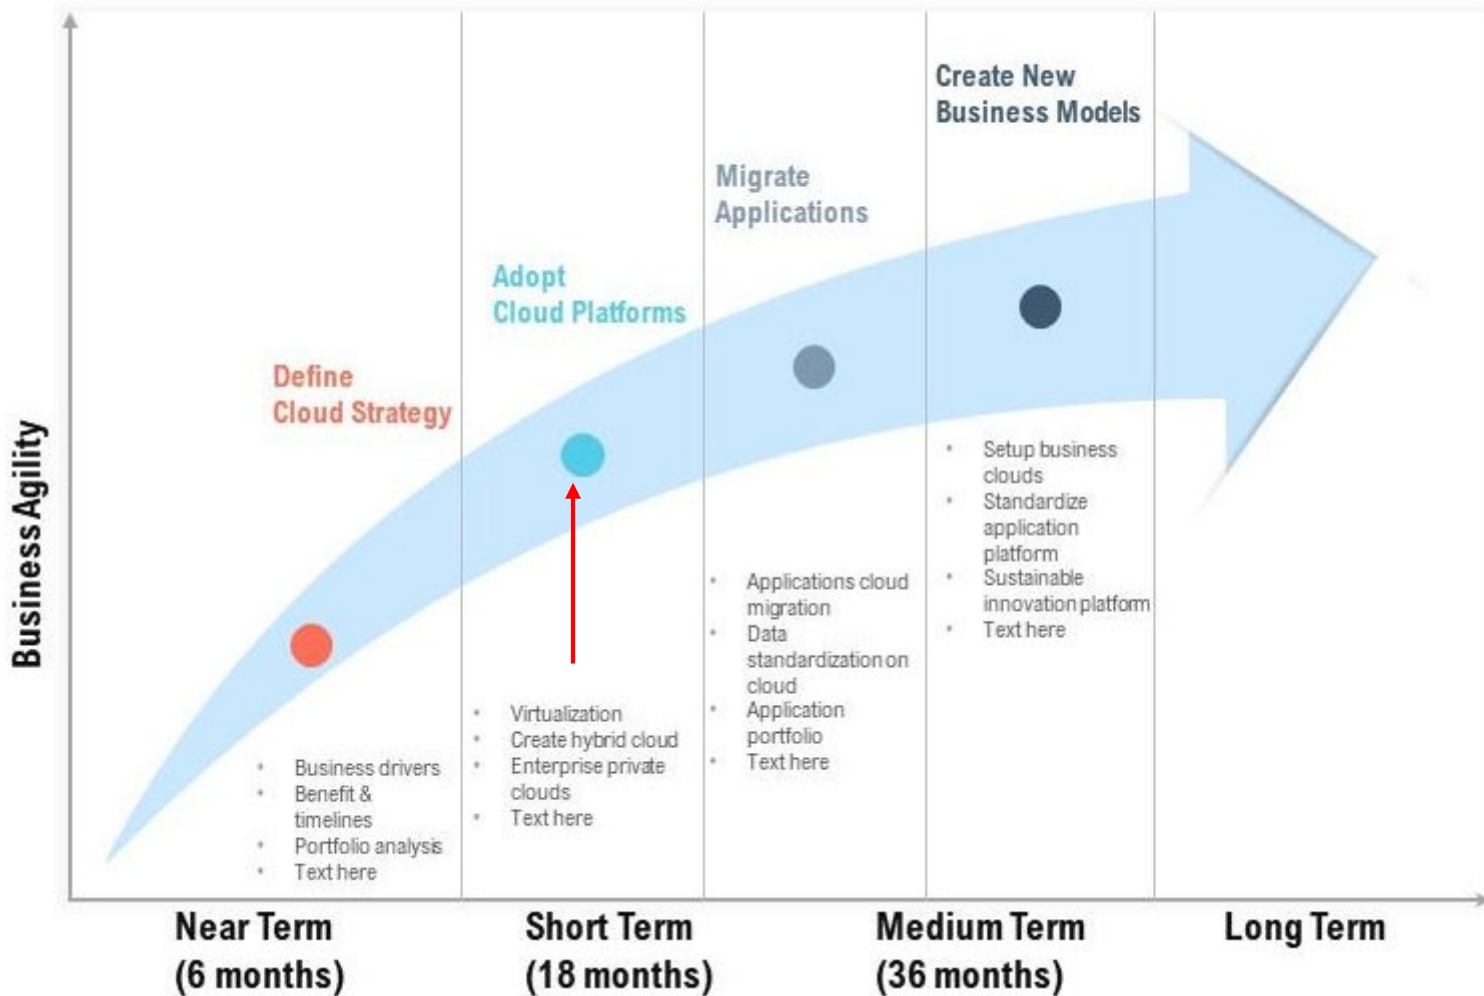 Create New
Business Models
Migrate
Applications
Adopt
Cloud Platforms
Define
Cloud Strategy
Business Agility
• Setup business
clouds
• Standardize
application
platform
• Sustainable
innovation platform
• Text here
• Applications cloud
migration
• Data
standardization on
cloud
• Application
portfolio
• Text here
• Virtualization
• Create hybrid cloud
• Enterprise private
clouds
• Text here
• Business drivers
• Benefit &
timelines
• Portfolio analysis
• Text here
Near Term
(6 months)
Short Term
(18 months)
Medium Term
(36 months)
Long Term